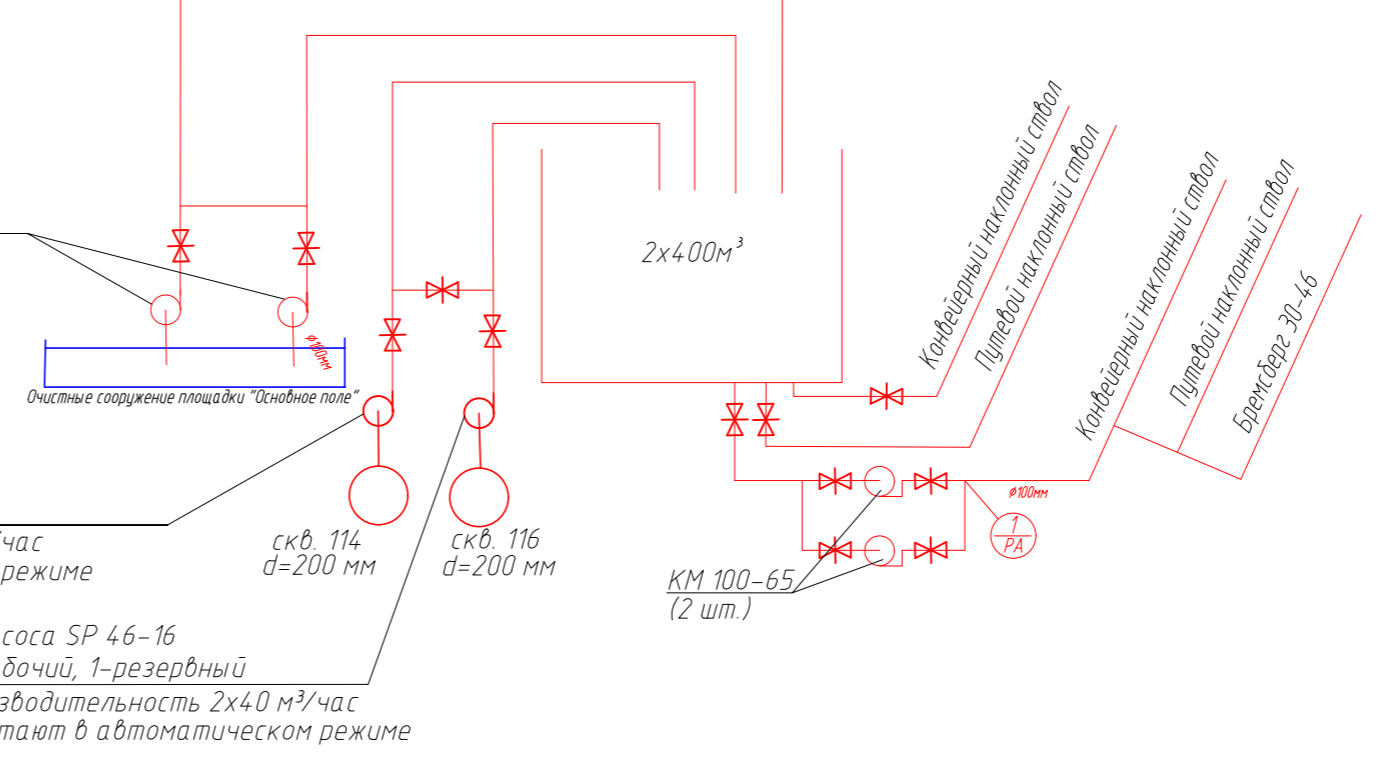 Конвейерный наклонный ствол
Путевой наклонный ствол
Конвейерный наклонный ствол
Путевой наклонный ствол
Бремсберг 30-46
2х400м³
ø100мм
Очистные сооружение площадки "Основное поле"
ø100мм
1
РА
/час
режиме
скв. 114
d=200 мм
скв. 116
d=200 мм
КМ 100-65
(2 шт.)
соса SP 46-16
бочий, 1-резервный
зводительность 2х40 м³/час
тают в автоматическом режиме